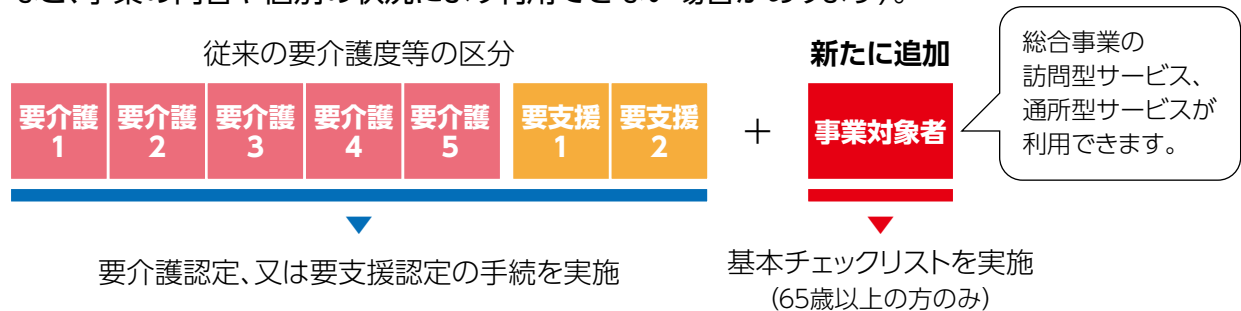 従来の要介護度等の区分
新たに追加
総合事業の
訪問型サービス、
通所型サービスが
利用できます。
要介護
1
要介護
2
要介護
3
要介護
4
要介護
5
要支援
1
要支援
2
+
事業対象者
要介護認定、又は要支援認定の手続を実施
基本チェックリストを実施
(65歳以上の方のみ)